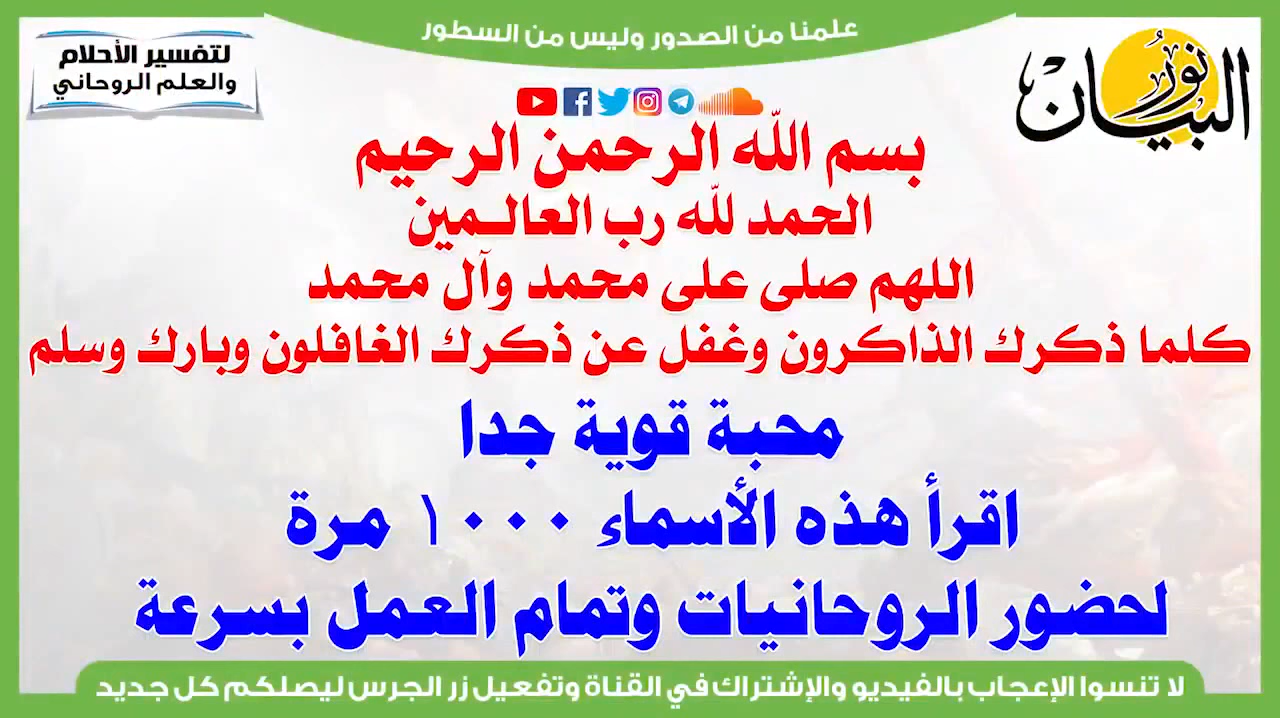 علمنا من الصدور وليس من السطور
نور البيان
لتفسير الأحلام
والعلم الروحاني
بسم الله الرحمن الرحيم
الحمد لله رب العالـمين
اللهم صلى على محمد وآل محمد
كلما ذكرك الذاكرون وغفل عن ذكرك الغافلون وبارك وسلم
محبة قوية جدا
اقرأ هذه الأسماء ١٠٠٠ مرة
لحضور الروحانيات وتمام العمل بسرعة
لا تنسوا الإعجاب بالفيديو والإشتراك في القناة وتفعيل زر الجرس ليصلكم كل جديد